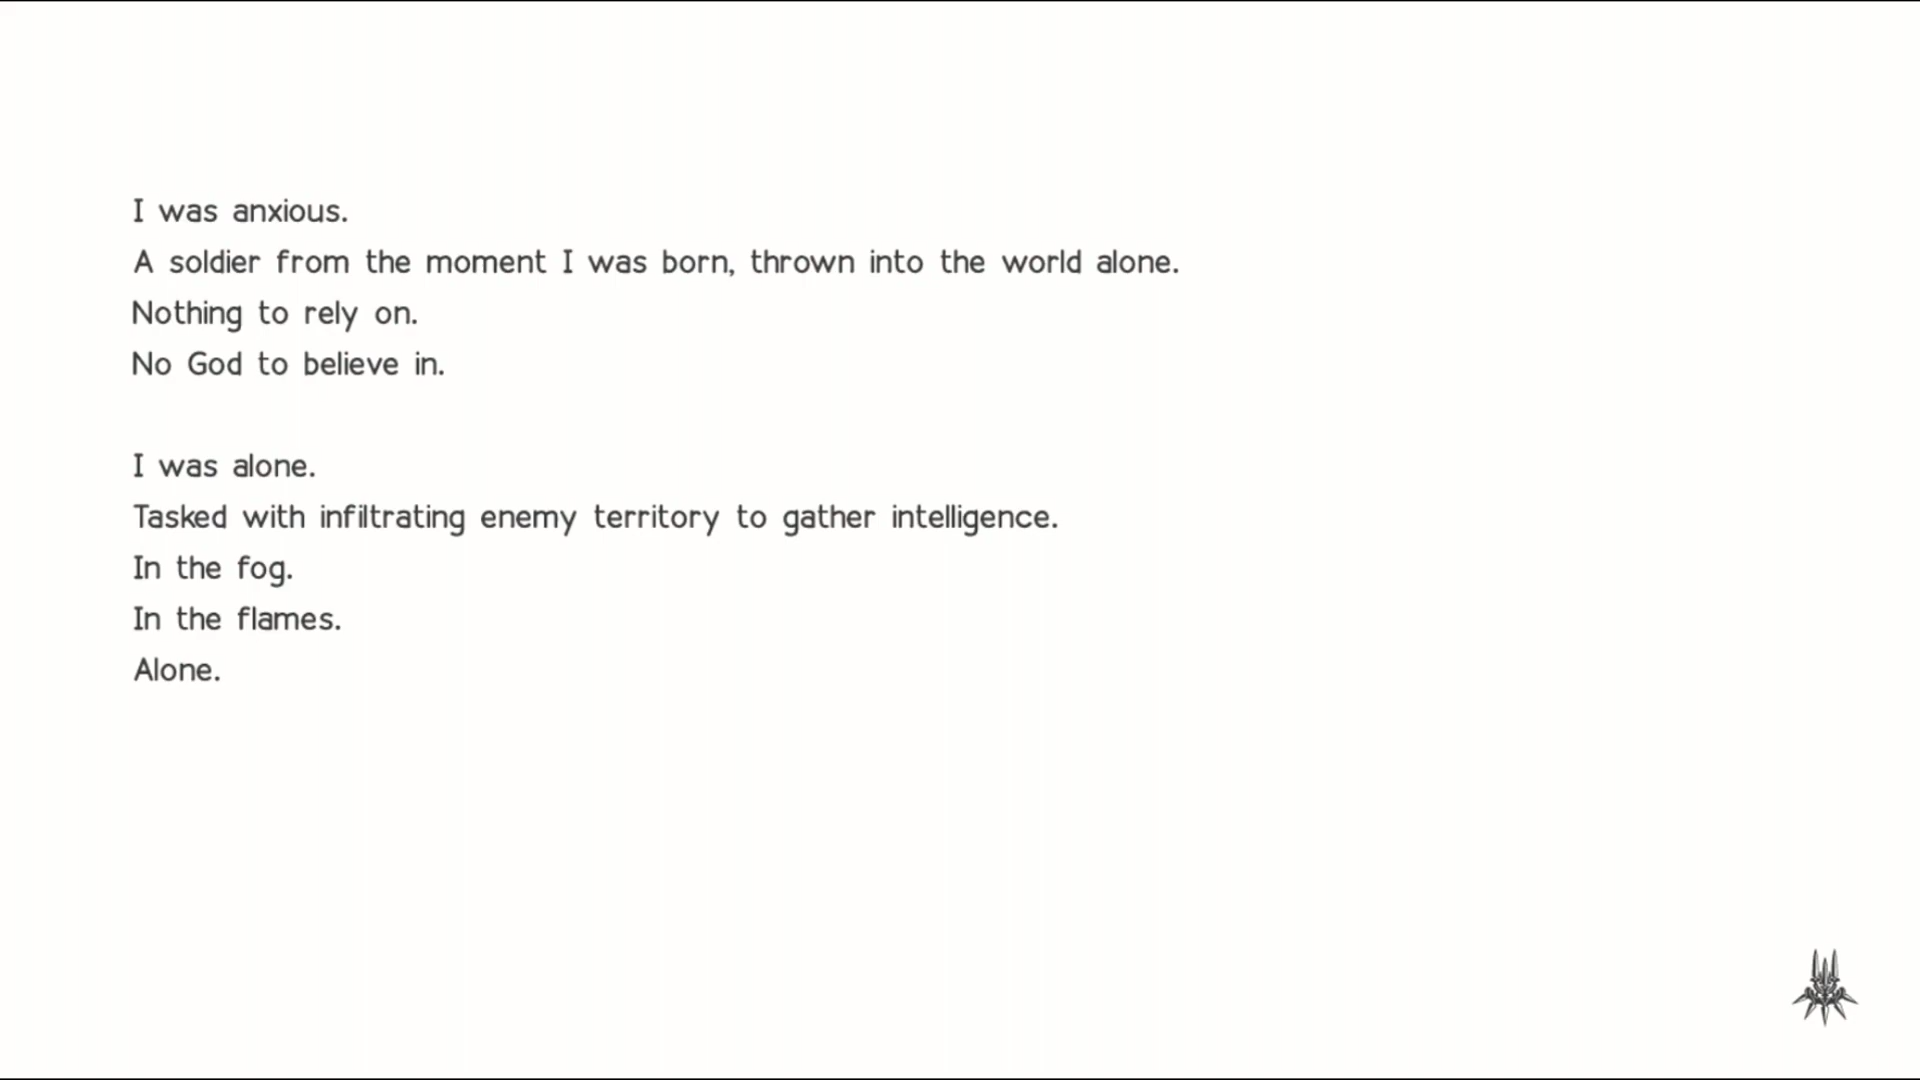 I was anxious.
A soldier from the moment I was born, thrown into the world alone.
Nothing to rely on.
No God to believe in.
I was alone.
Tasked with infiltrating enemy territory to gather intelligence.
In the fog.
In the flames.
Alone.